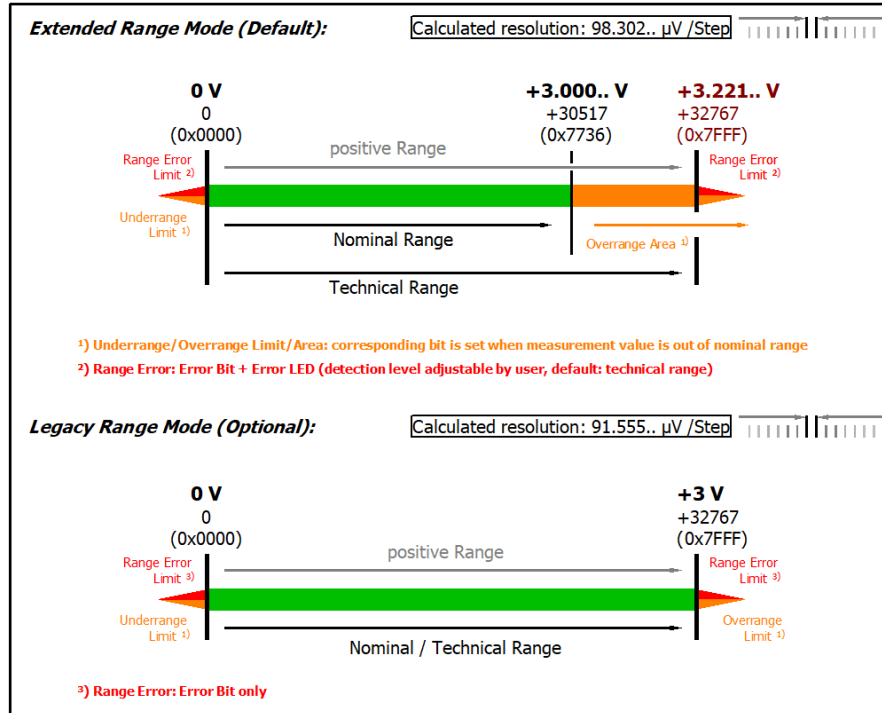 Extended Range Mode (Default):
Calculated resolution: 98.302.. µV /Step
0 V
+3.000.. V
+3.221.. V
0
+30517
+32767
(0x0000)
(0x7736)
(0x7FFF)
positive Range
Range Error
Limit ²⁾
Range Error
Limit ²⁾
Underrange
Limit ¹⁾
Nominal Range
Overrange Area ¹⁾
Technical Range
¹⁾ Underrange/Overrange Limit/Area: corresponding bit is set when measurement value is out of nominal range
²⁾ Range Error: Error Bit + Error LED (detection level adjustable by user, default: technical range)
Legacy Range Mode (Optional):
Calculated resolution: 91.555.. µV /Step
0 V
+3 V
0
+32767
(0x0000)
(0x7FFF)
positive Range
Range Error
Limit ³⁾
Range Error
Limit ³⁾
Underrange
Limit ¹⁾
Overrange
Limit ¹⁾
Nominal / Technical Range
³⁾ Range Error: Error Bit only